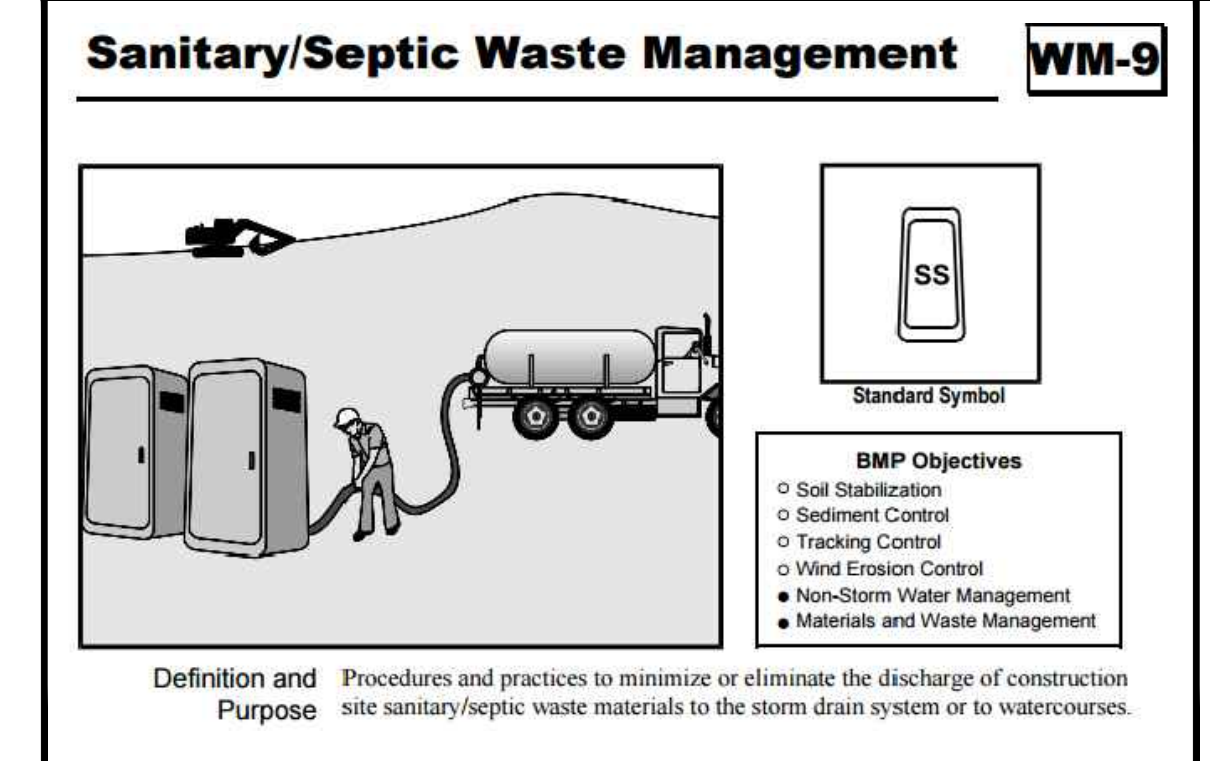 Sanitary/Septic Waste Management
WM-9
SS
Standard Symbol
BMP Objectives
○ Soil Stabilization
○ Sediment Control
○ Tracking Control
○ Wind Erosion Control
● Non-Storm Water Management
● Materials and Waste Management
Definition and
Purpose
Procedures and practices to minimize or eliminate the discharge of construction
site sanitary/septic waste materials to the storm drain system or to watercourses.